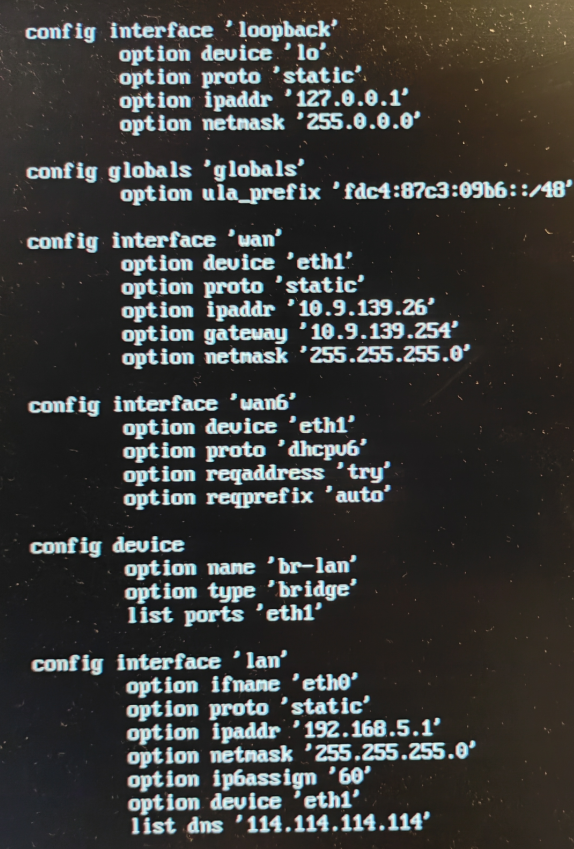 config interface 'loopback'
option device 'lo'
option proto 'static'
option ipaddr '127.0.0.1'
option netmask '255.0.0.0'
config globals 'globals'
option ula_prefix 'fdc4:87c3:09b6::/48'
config interface 'wan'
option device 'eth1'
option proto 'static'
option ipaddr '10.9.139.26'
option gateway '10.9.139.254'
option netmask '255.255.255.0'
config interface 'wan6'
option device 'eth1'
option proto 'dhcpv6'
option reqaddress 'try'
option reqprefix 'auto'
config device
option name 'br-lan'
option type 'bridge'
list ports 'eth1'
config interface 'lan'
option ifname 'eth0'
option proto 'static'
option ipaddr '192.168.5.1'
option netmask '255.255.255.0'
option ip6assign '60'
option device 'eth1'
list dns '114.114.114.114'